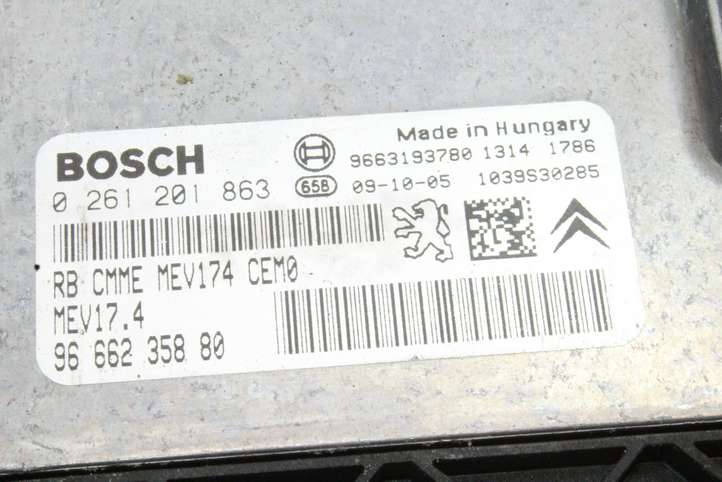 BOSCH
Made in Hungary
9663193780 1314 1786
0 261 201 863
658 09-10-05 1039S30285
RB CMME MEV174 CEM0
MEV17.4
96 662 358 80